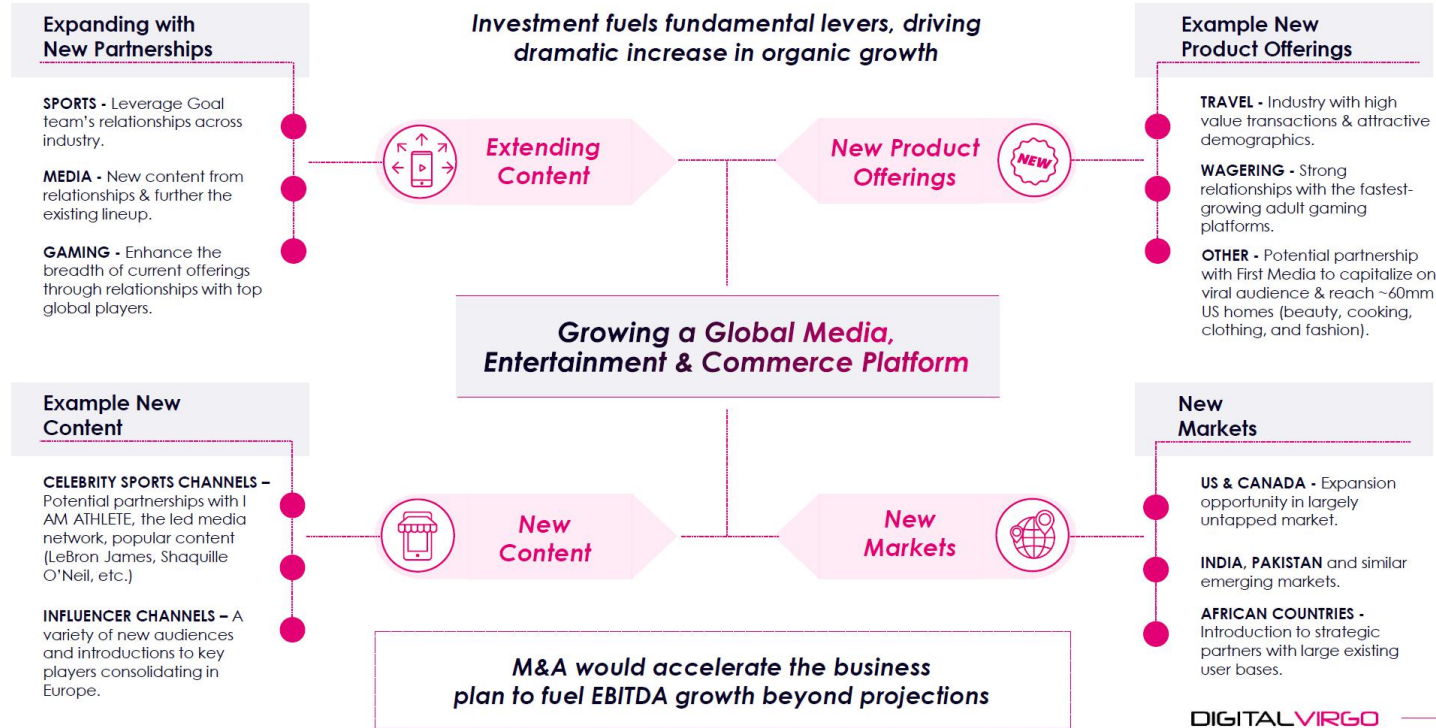 Expanding with
New Partnerships
SPORTS - Leverage Goal
team's relationships across
industry.
MEDIA - New content from
relationships & further the
existing lineup.
GAMING - Enhance the
breadth of current offerings
through relationships with top
global players.
Investment fuels fundamental levers, driving
dramatic increase in organic growth
Extending
Content
New Product
Offerings
NEW
Example New
Product Offerings
TRAVEL - Industry with high
value transactions & attractive
demographics.
WAGERING - Strong
relationships with the fastest-
growing adult gaming
platforms.
OTHER - Potential partnership
with First Media to capitalize on
viral audience & reach ~60mm
US homes (beauty, cooking,
clothing, and fashion).
Growing a Global Media,
Entertainment & Commerce Platform
Example New
Content
CELEBRITY SPORTS CHANNELS –
Potential partnerships with I
AM ATHLETE, the led media
network, popular content
(LeBron James, Shaquille
O'Neil, etc.)
INFLUENCER CHANNELS – A
variety of new audiences
and introductions to key
players consolidating in
Europe.
New
Content
New
Markets
New
Markets
US & CANADA - Expansion
opportunity in largely
untapped market.
INDIA, PAKISTAN and similar
emerging markets.
AFRICAN COUNTRIES -
Introduction to strategic
partners with large existing
user bases.
M&A would accelerate the business
plan to fuel EBITDA growth beyond projections
DIGITALVIRGO